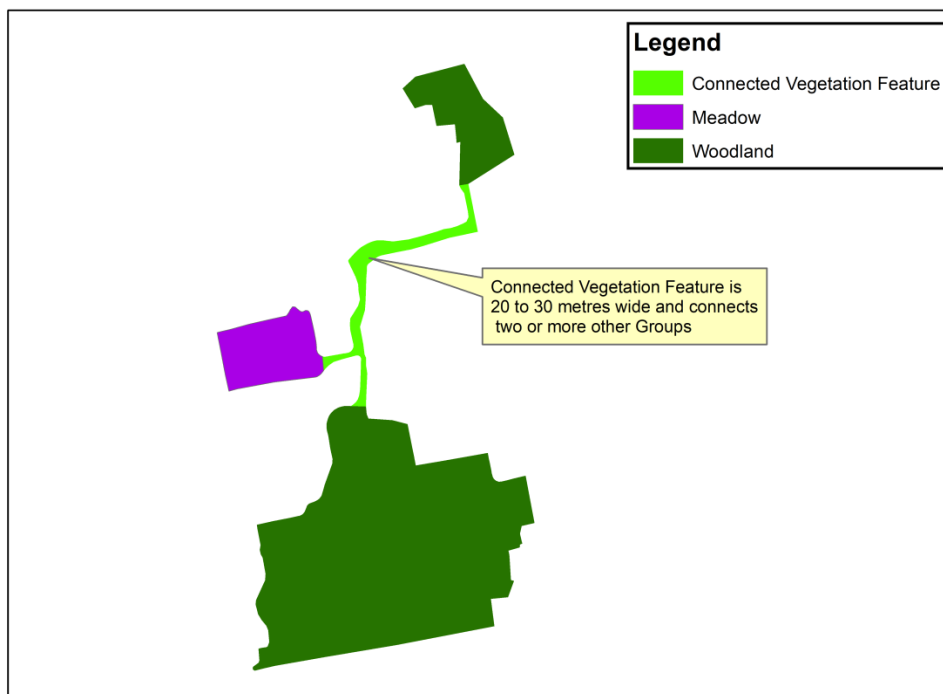 Legend
Connected Vegetation Feature
Meadow
Woodland
Connected Vegetation Feature is
20 to 30 metres wide and connects
two or more other Groups